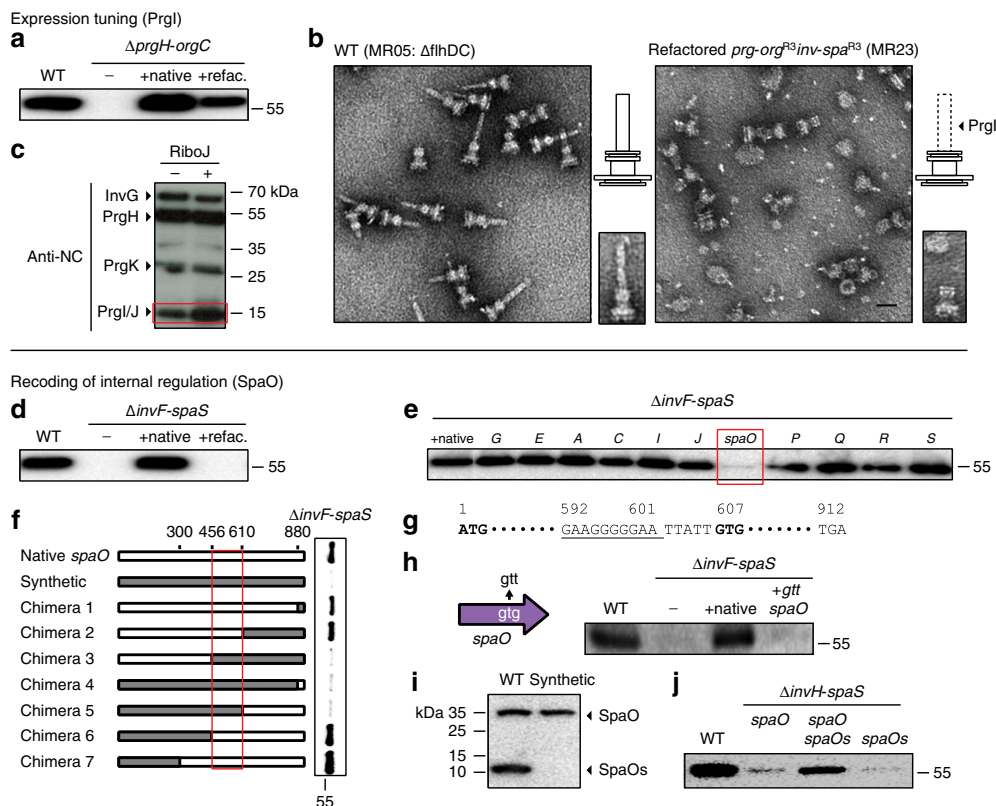 Expression tuning (PrgI)
a
ΔprgH-orgC
WT – +native +refac.
55
b
WT (MR05: ΔflhDC)
Refactored prg-orgR3inv-spaR3 (MR23)
PrgI
c
RiboJ
– +
Anti-NC
InvG
PrgH
PrgK
PrgI/J
70 kDa
55
35
25
15
Recoding of internal regulation (SpaO)
d
ΔinvF-spaS
WT – +native +refac.
55
e
ΔinvF-spaS
+native G E A C I J spaO P Q R S
55
f
ΔinvF-spaS
300 456 610 880
Native spaO
Synthetic
Chimera 1
Chimera 2
Chimera 3
Chimera 4
Chimera 5
Chimera 6
Chimera 7
55
g
1 592 601 607 912
ATG•••••••GAAGGGGGAA TTATT GTG•••••••TGA
h
gtt
gtg
spaO
ΔinvF-spaS
WT – +native +gtt spaO
55
i
WT Synthetic
kDa 35
25
15
10
SpaO
SpaOs
j
ΔinvH-spaS
WT spaO spaO spaOs spaOs
55